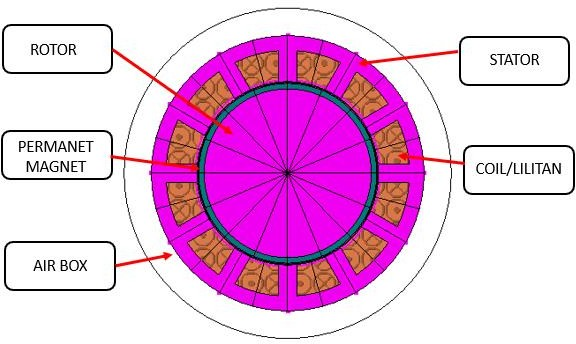 ROTOR
STATOR
PERMANET
MAGNET
COIL/LILITAN
AIR BOX